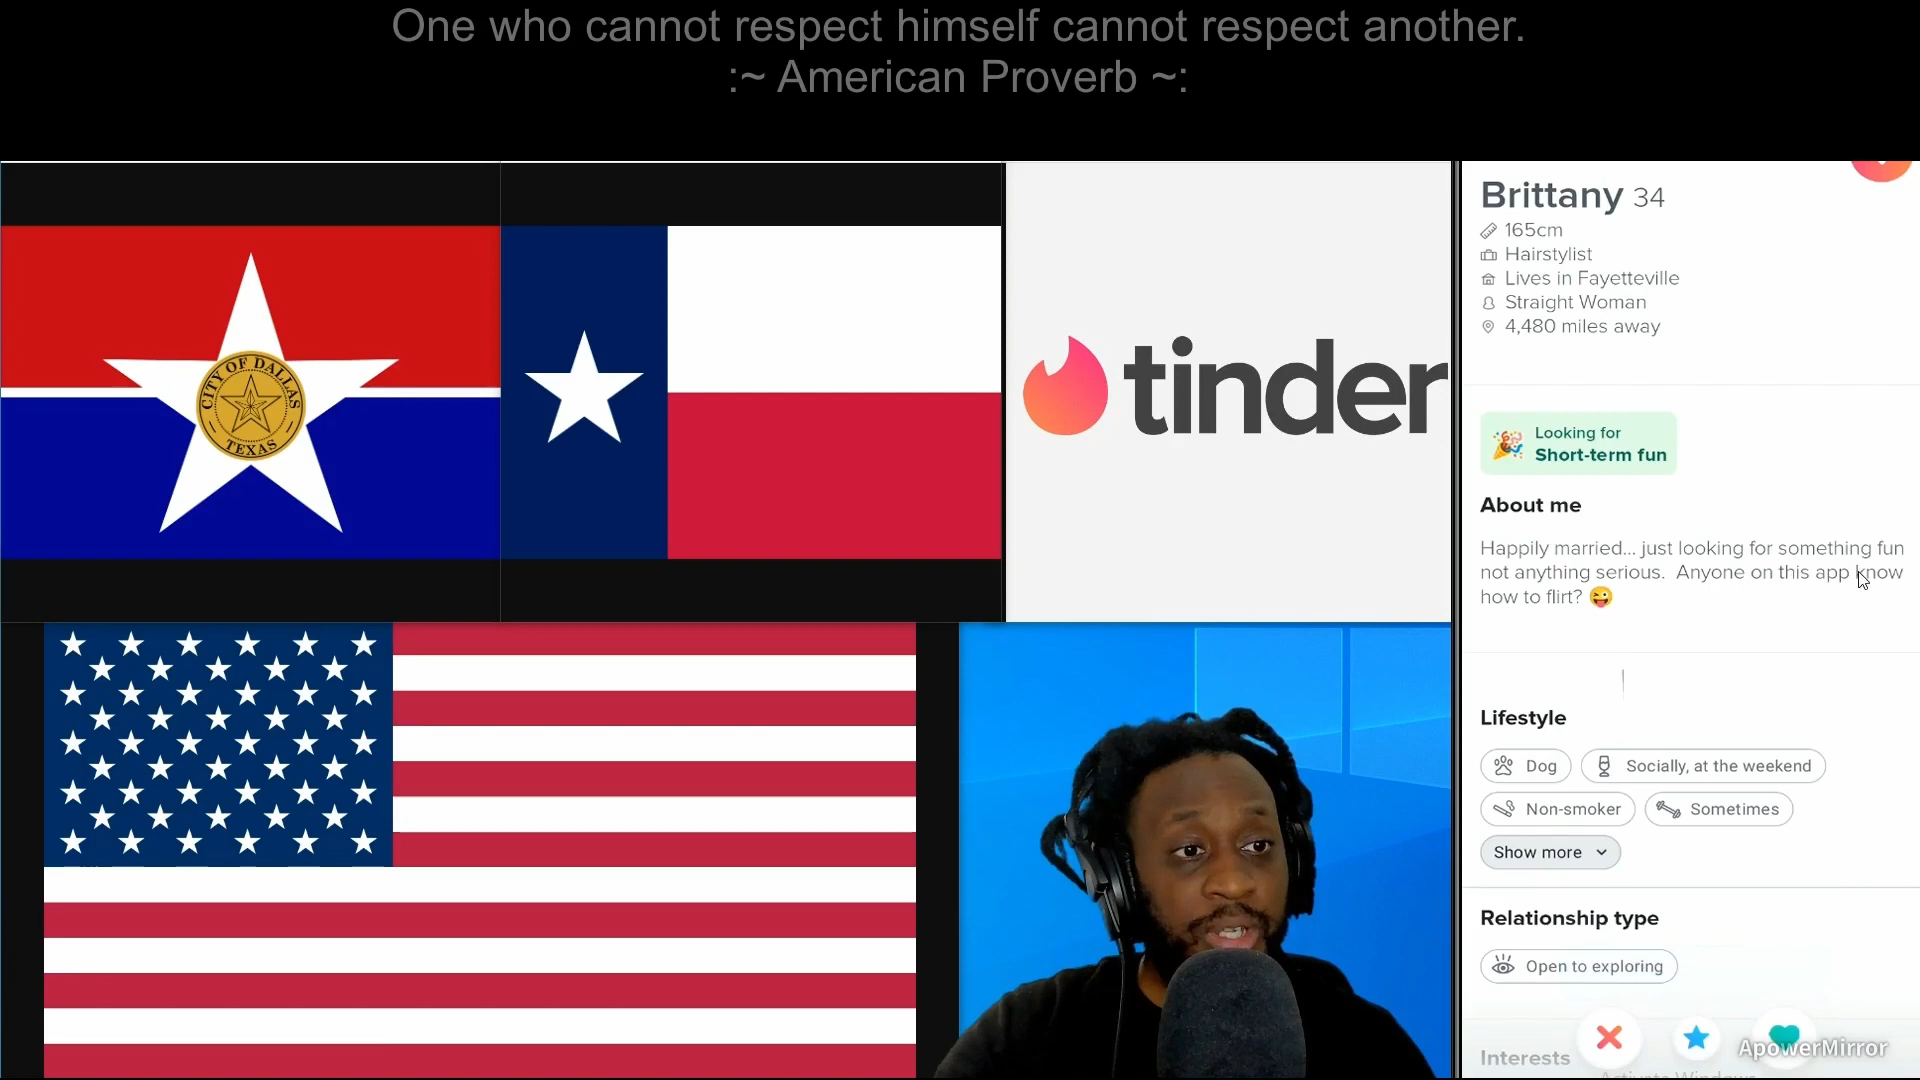 One who cannot respect himself cannot respect another.
:~ American Proverb ~:
CITY OF DALLAS
TEXAS
tinder
Brittany 34
165cm
Hairstylist
Lives in Fayetteville
Straight Woman
4,480 miles away
Looking for
Short-term fun
About me
Happily married... just looking for something fun
not anything serious.  Anyone on this app know
how to flirt? 😜
Lifestyle
Dog
Socially, at the weekend
Non-smoker
Sometimes
Show more
Relationship type
Open to exploring
Interests
ApowerMirror
Activate Windows